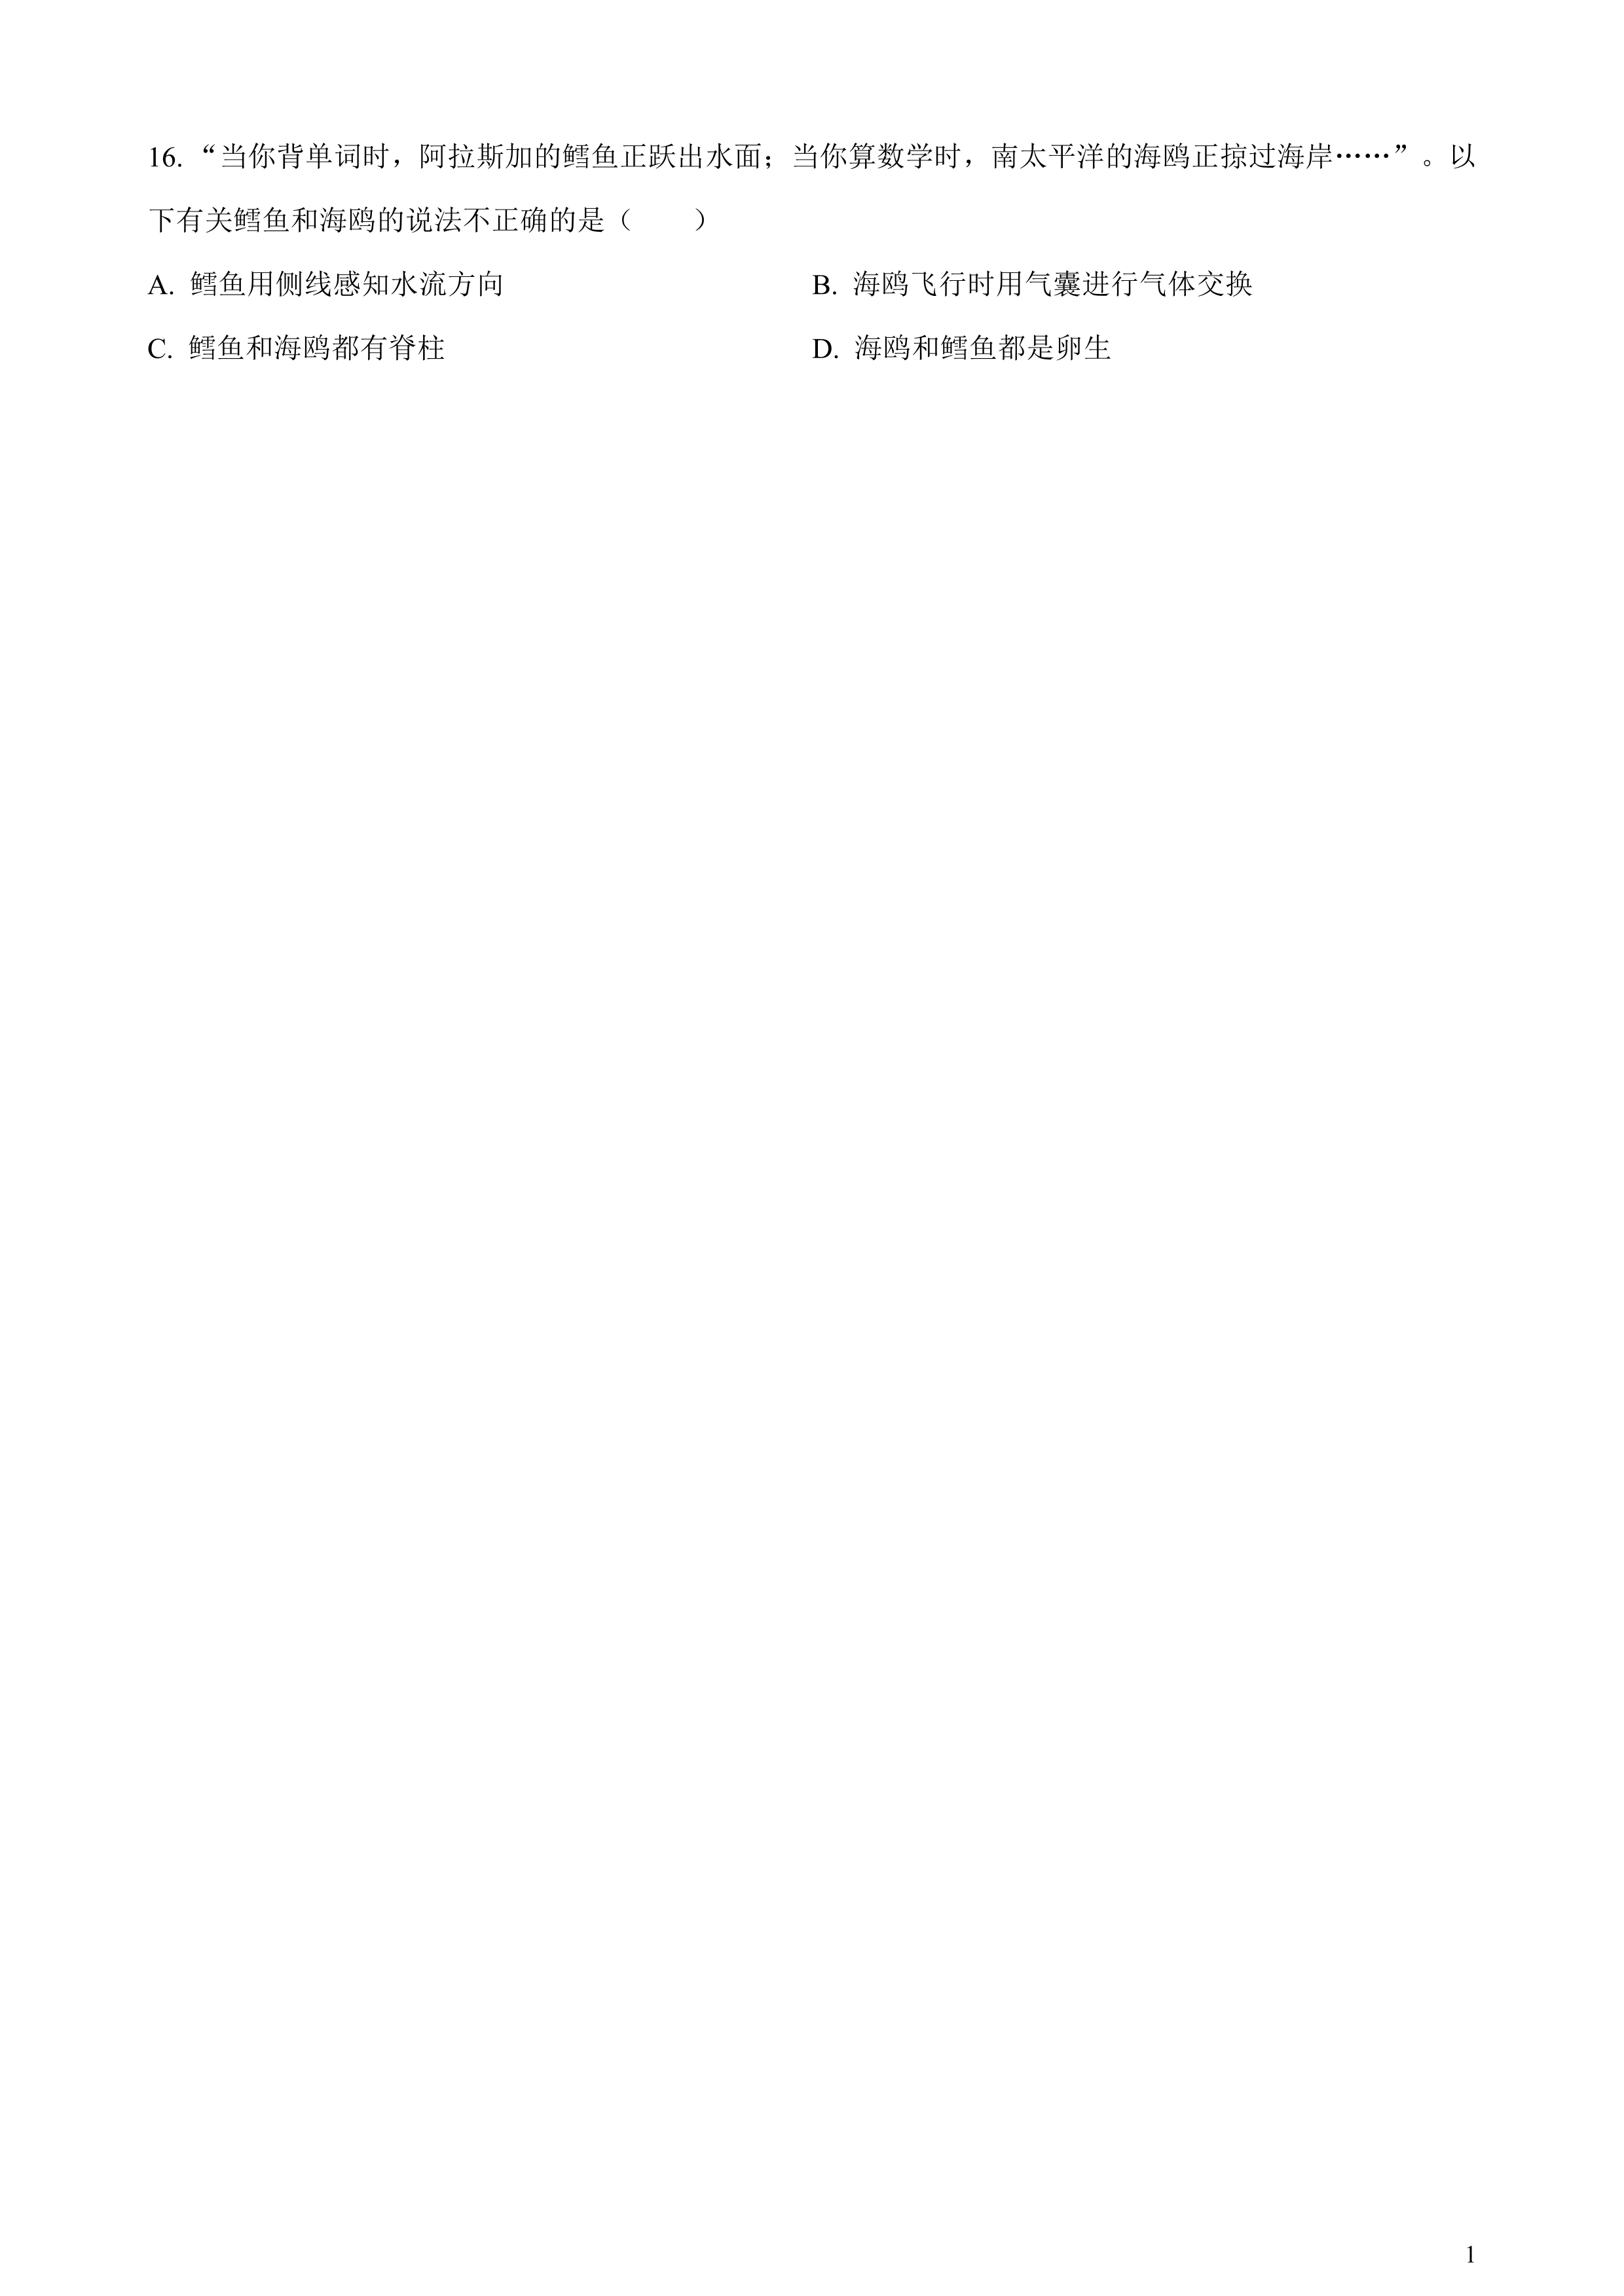 16. “当你背单词时，阿拉斯加的鳕鱼正跃出水面；当你算数学时，南太平洋的海鸥正掠过海岸……”。以
下有关鳕鱼和海鸥的说法不正确的是（　　）
A. 鳕鱼用侧线感知水流方向　　B. 海鸥飞行时用气囊进行气体交换
C. 鳕鱼和海鸥都有脊柱　　D. 海鸥和鳕鱼都是卵生
1